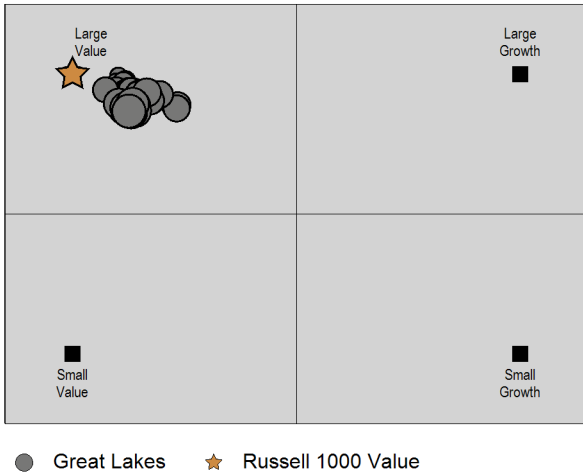 Large
Value
Large
Growth
Small
Value
Small
Growth
Great Lakes
Russell 1000 Value